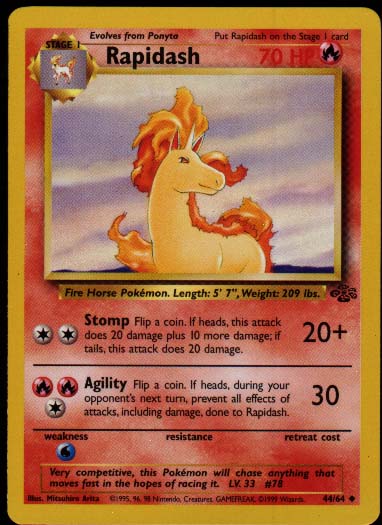 Evolves from Ponyta
Put Rapidash on the Stage 1 card
STAGE 1
Rapidash
70 HP
Fire Horse Pokémon. Length: 5' 7", Weight: 209 lbs.
Stomp Flip a coin. If heads, this attack
does 20 damage plus 10 more damage; if
tails, this attack does 20 damage.
20+
Agility Flip a coin. If heads, during your
opponent's next turn, prevent all effects of
attacks, including damage, done to Rapidash.
30
weakness
resistance
retreat cost
Very competitive, this Pokémon will chase anything that
moves fast in the hopes of racing it. LV. 33 #78
Illus. Mitsuhiro Arita
©1995, 96, 98 Nintendo, Creatures, GAMEFREAK. ©1999 Wizards.
44/64